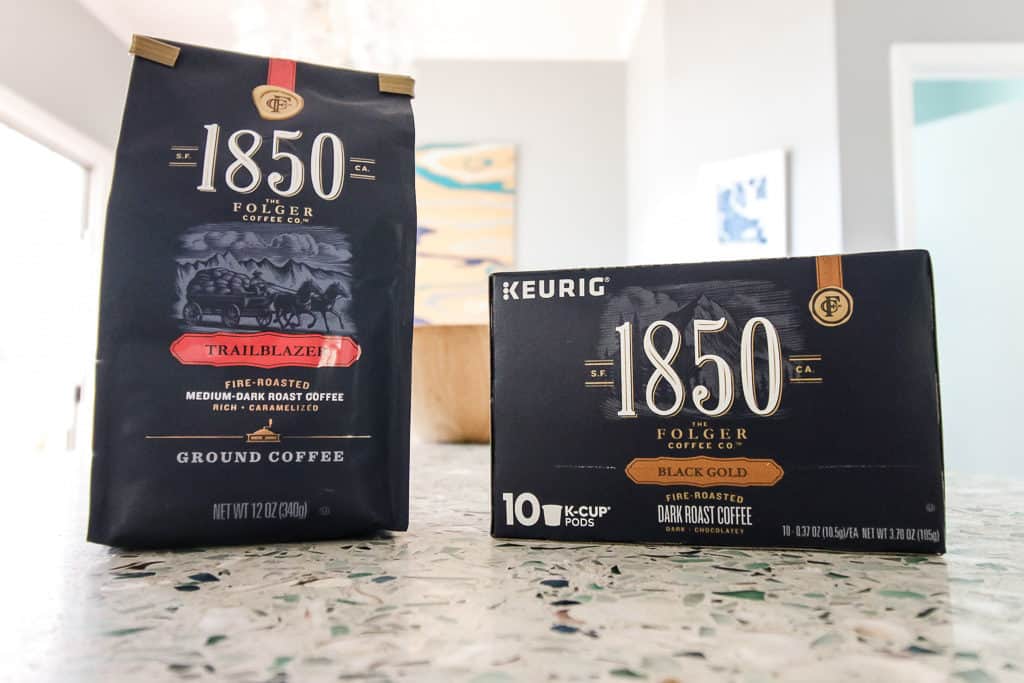 S.F. 1850 CA.
THE
FOLGER
COFFEE CO.™
TRAILBLAZER
FIRE-ROASTED
MEDIUM-DARK ROAST COFFEE
RICH • CARAMELIZED
GROUND COFFEE
NET WT 12 OZ (340g)
KEURIG®
S.F. 1850 CA.
THE
FOLGER
COFFEE CO.™
BLACK GOLD
FIRE-ROASTED
DARK ROAST COFFEE
DARK • CHOCOLATEY
10 K-CUP®
PODS
10 - 0.37 OZ (10.5g)/EA NET WT 3.70 OZ (105g)